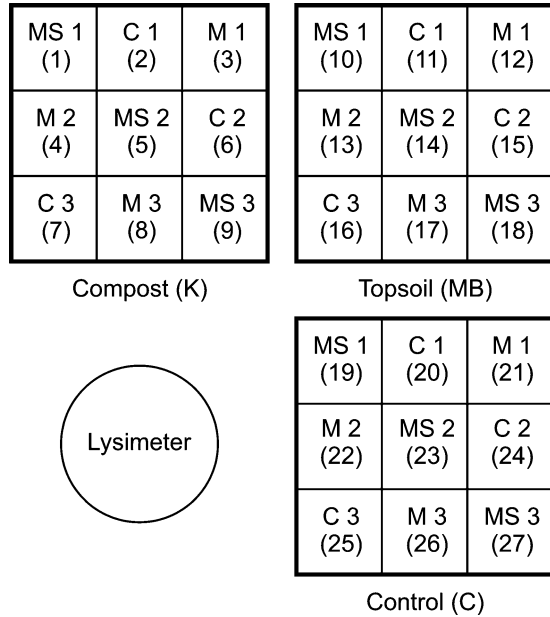 MS 1 C 1 M 1
(1) (2) (3)
M 2 MS 2 C 2
(4) (5) (6)
C 3 M 3 MS 3
(7) (8) (9)
Compost (K)
MS 1 C 1 M 1
(10) (11) (12)
M 2 MS 2 C 2
(13) (14) (15)
C 3 M 3 MS 3
(16) (17) (18)
Topsoil (MB)
Lysimeter
MS 1 C 1 M 1
(19) (20) (21)
M 2 MS 2 C 2
(22) (23) (24)
C 3 M 3 MS 3
(25) (26) (27)
Control (C)